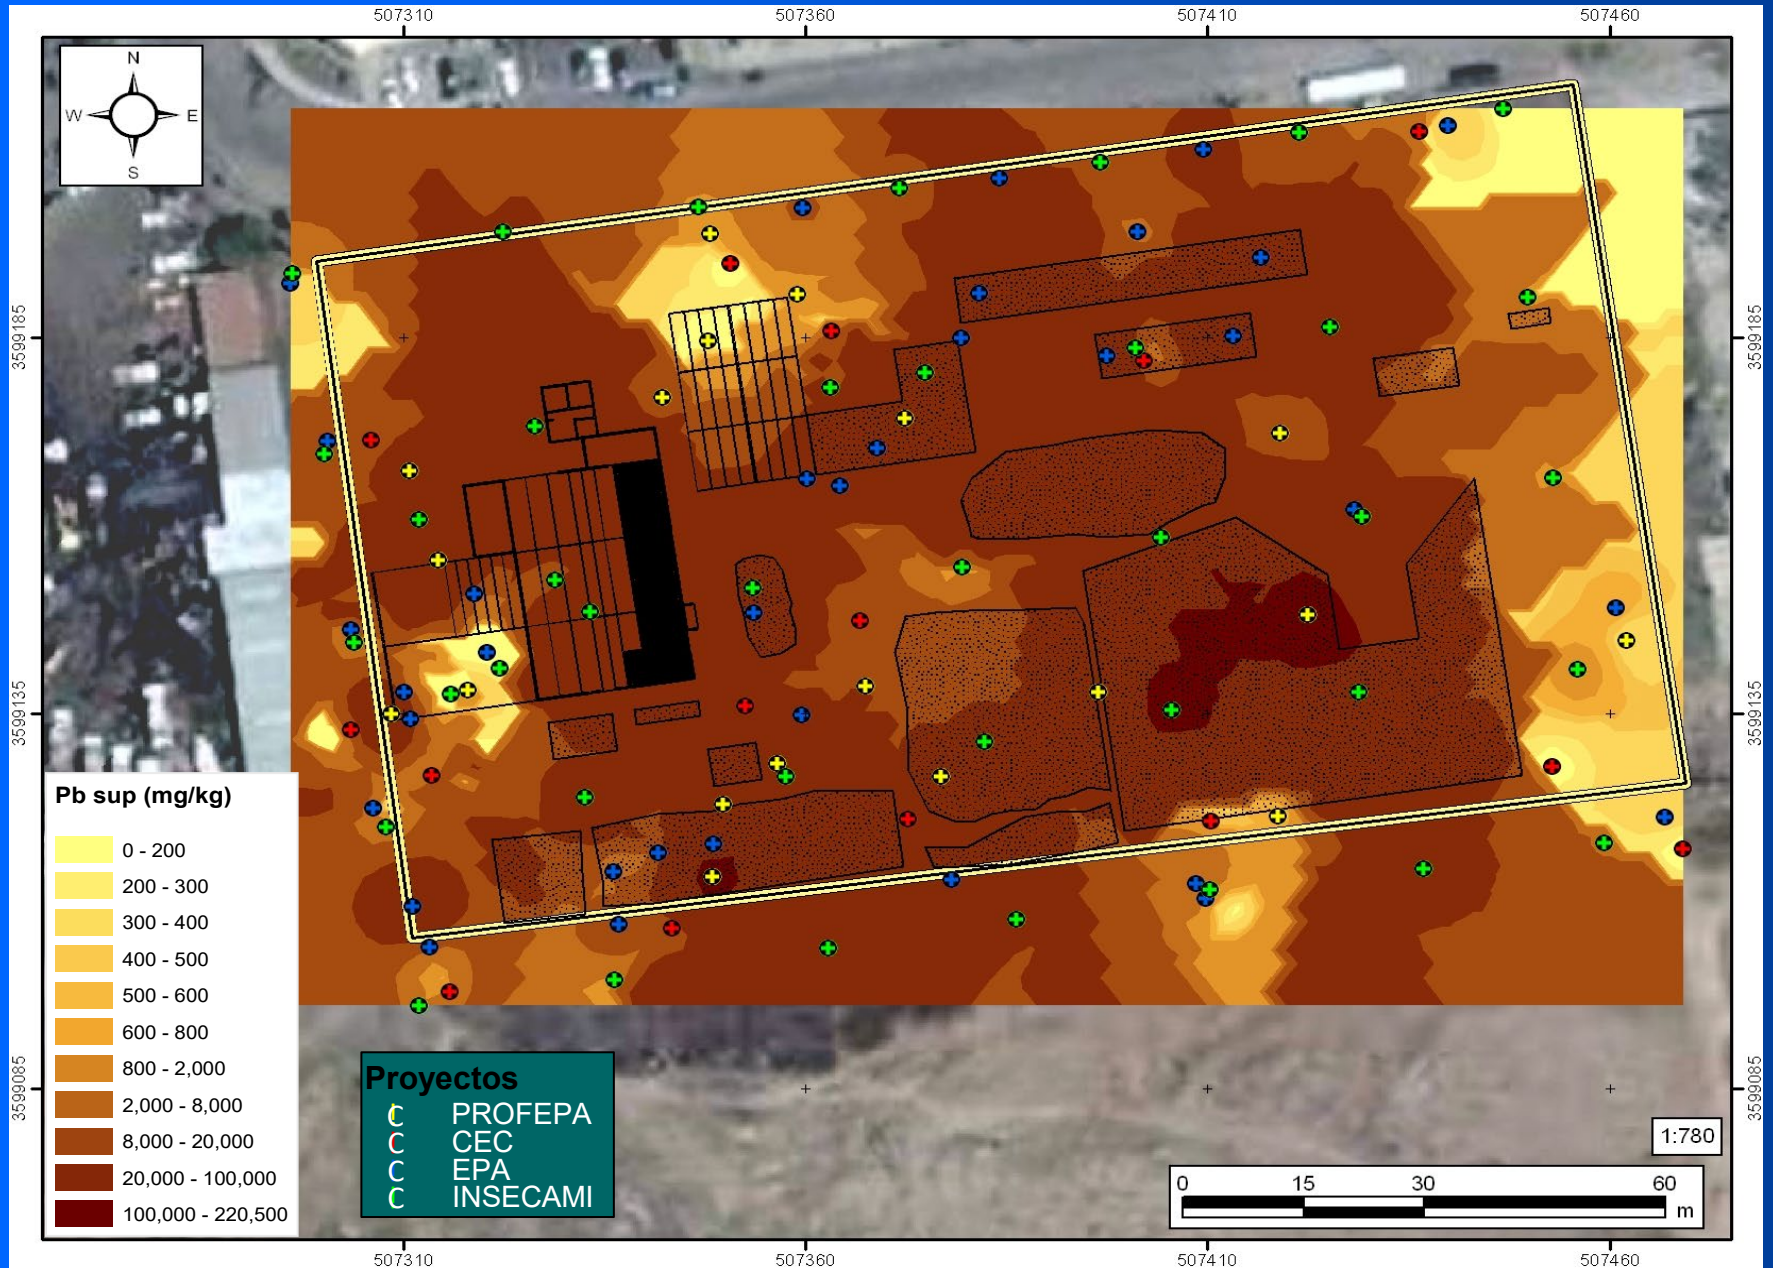 507310 507360 507410 507460
N
W E
S
3599185 3599185
3599135 3599135
3599085 3599085
Pb sup (mg/kg)
0 - 200
200 - 300
300 - 400
400 - 500
500 - 600
600 - 800
800 - 2,000
2,000 - 8,000
8,000 - 20,000
20,000 - 100,000
100,000 - 220,500
Proyectos
C PROFEPA
C CEC
C EPA
C INSECAMI
1:780
0 15 30 60
m
507310 507360 507410 507460